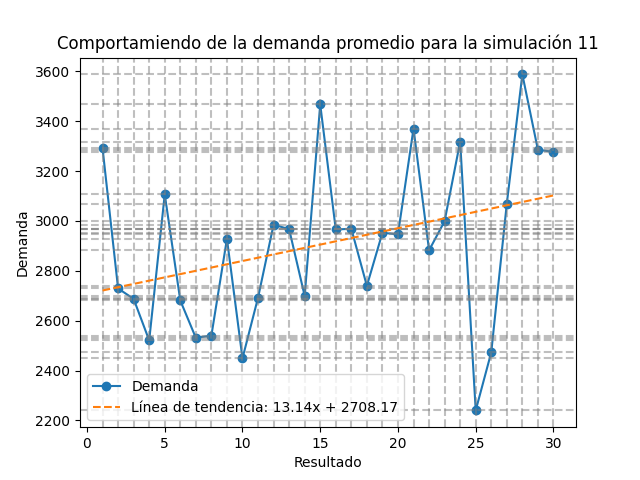 Comportamiendo de la demanda promedio para la simulación 11
3600
3400
3200
3000
2800
2600
2400
2200
Demanda
Demanda
Línea de tendencia: 13.14x + 2708.17
0 5 10 15 20 25 30
Resultado